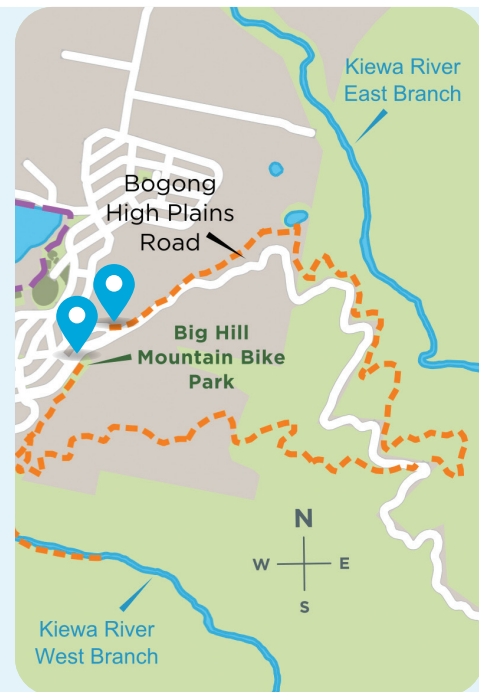 Kiewa River
East Branch
Bogong
High Plains
Road
Big Hill
Mountain Bike
Park
N
W
E
S
Kiewa River
West Branch